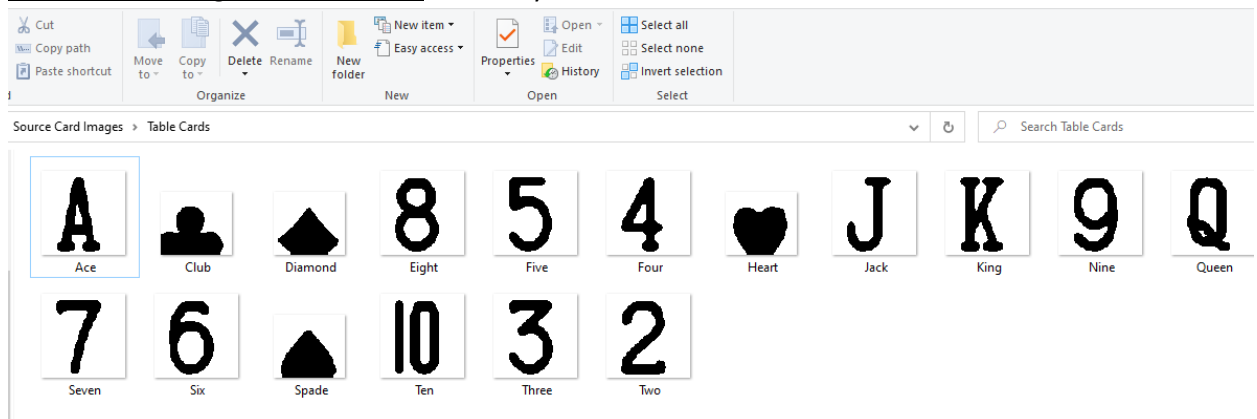 Cut
Copy path
Paste shortcut
Move to
Copy to
Delete
Rename
Organize
New folder
New item
Easy access
New
Properties
Open
Edit
History
Open
Select all
Select none
Invert selection
Select
Source Card Images > Table Cards
Search Table Cards
A
8
5
4
J
K
9
Q
Ace
Club
Diamond
Eight
Five
Four
Heart
Jack
King
Nine
Queen
7
6
10
3
2
Seven
Six
Spade
Ten
Three
Two